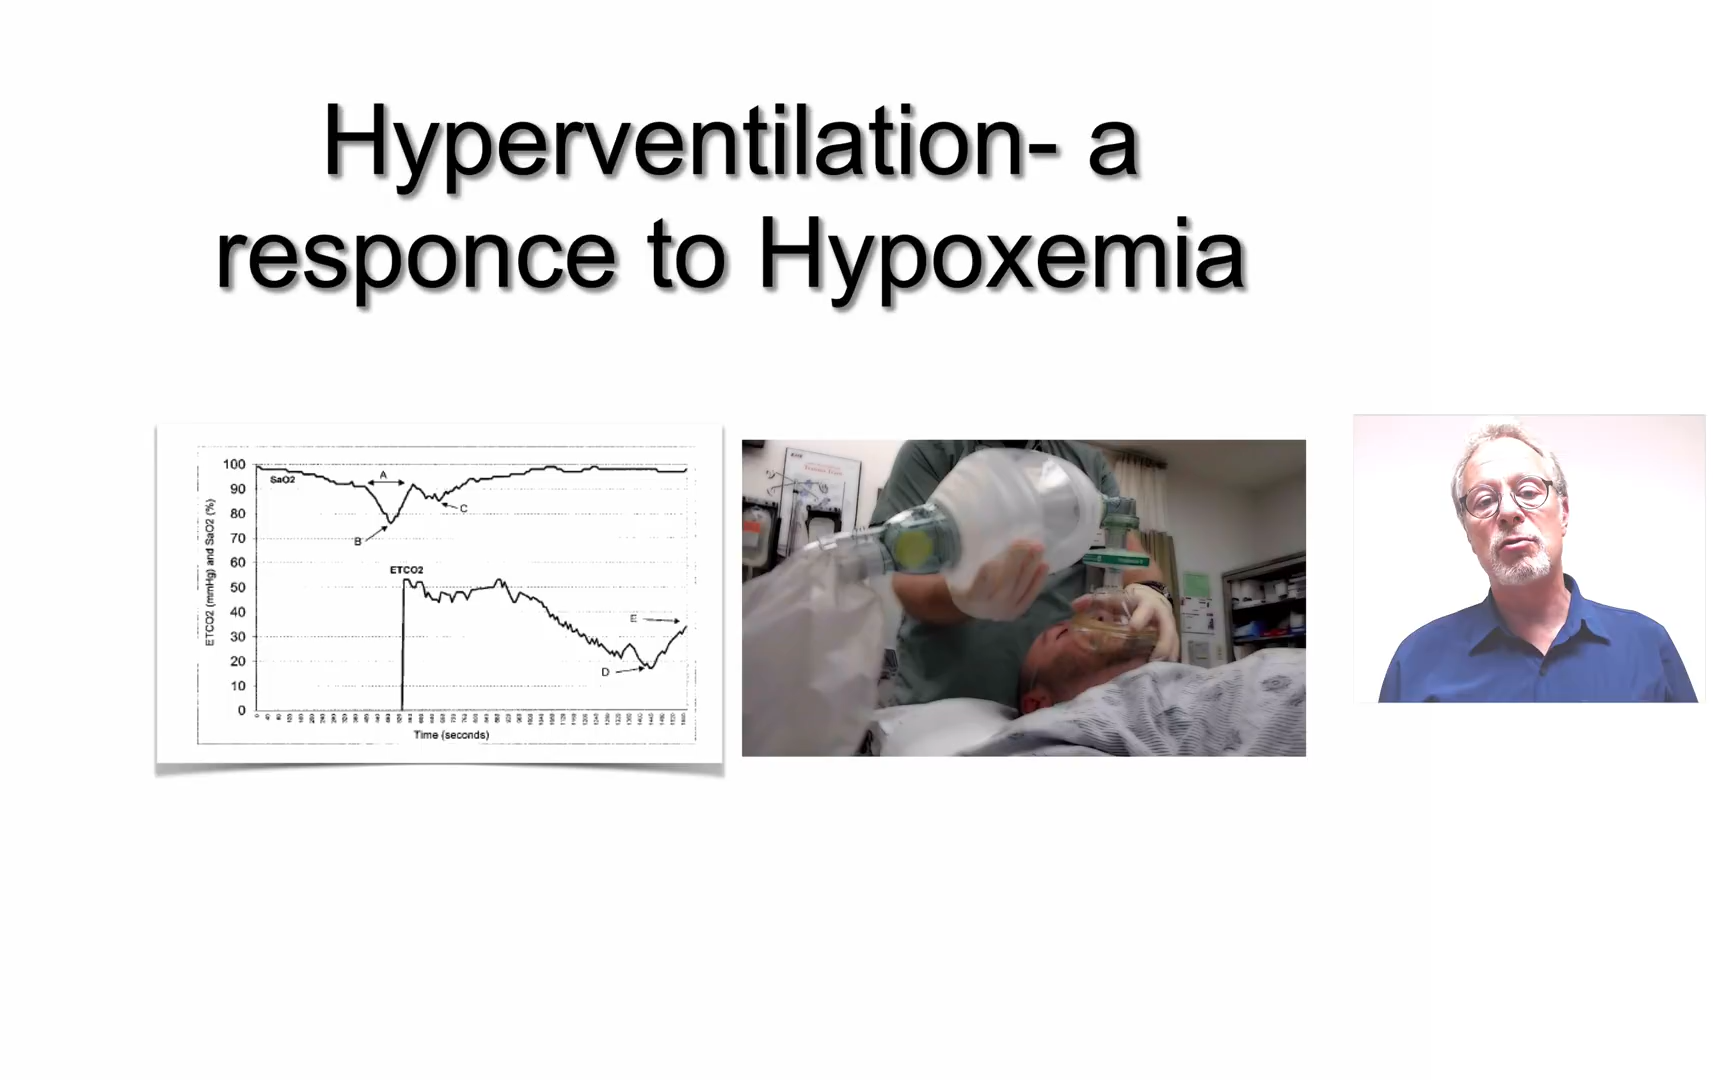 Hyperventilation- a
responce to Hypoxemia
100
90
80
70
60
50
40
30
20
10
0
ETCO2 (mmHg) and SaO2 (%)
SaO2
A
B
C
ETCO2
D
E
Time (seconds)